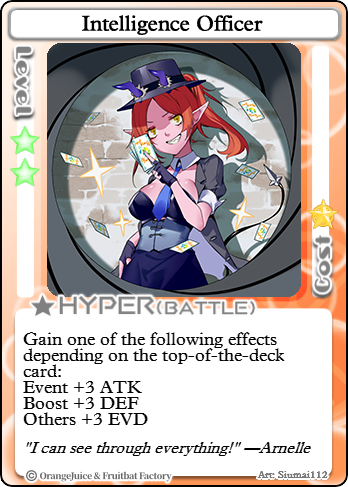 Intelligence Officer
Level
Cost
HYPER(BATTLE)
Gain one of the following effects
depending on the top-of-the-deck
card:
Event +3 ATK
Boost +3 DEF
Others +3 EVD
"I can see through everything!" —Arnelle
© OrangeJuice & Fruitbat Factory
Art: Siumai112